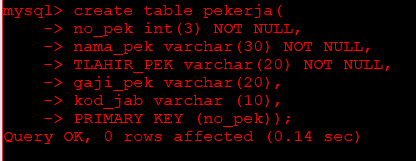 mysql> create table pekerja(
-> no_pek int(3) NOT NULL,
-> nama_pek varchar(30) NOT NULL,
-> TLAHIR_PEK varchar(20) NOT NULL,
-> gaji_pek varchar(20),
-> kod_jab varchar (10),
-> PRIMARY KEY (no_pek));
Query OK, 0 rows affected (0.14 sec)